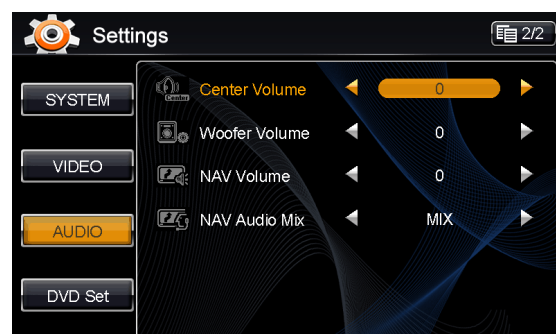 Settings
2/2
SYSTEM
VIDEO
AUDIO
DVD Set
Center
Center Volume 0
Woofer Volume 0
NAV Volume 0
NAV Audio Mix MIX